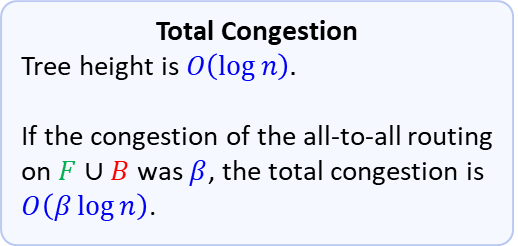 Total Congestion
Tree height is O(log n).
If the congestion of the all-to-all routing
on F ∪ B was β, the total congestion is
O(β log n).